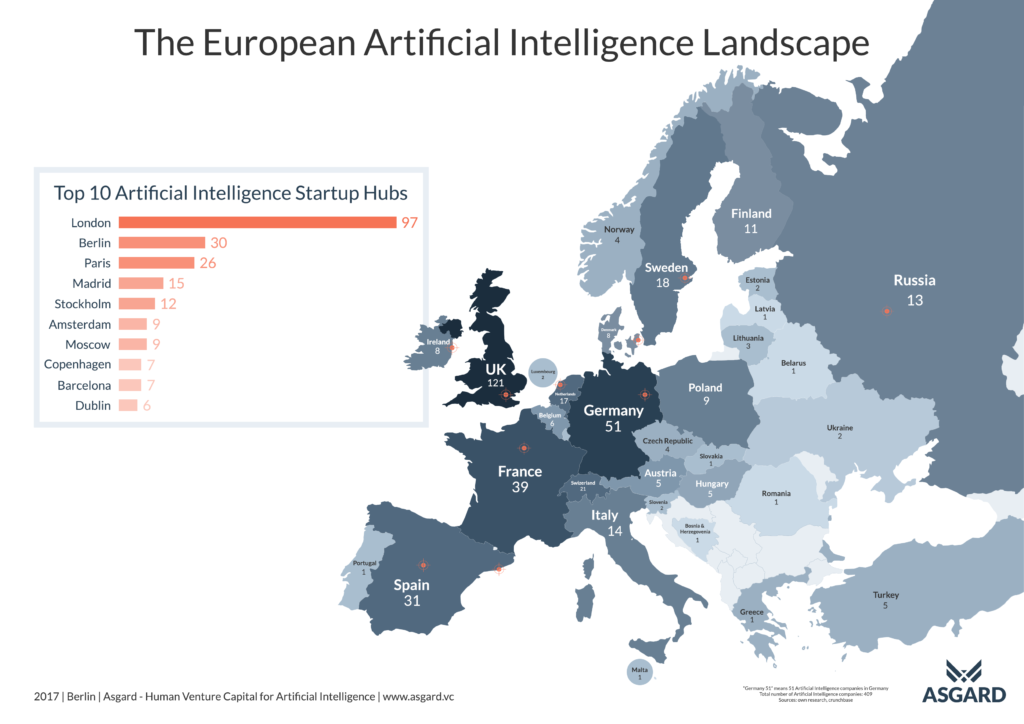 The European Artificial Intelligence Landscape
Top 10 Artificial Intelligence Startup Hubs
London 97
Berlin 30
Paris 26
Madrid 15
Stockholm 12
Amsterdam 9
Moscow 9
Copenhagen 7
Barcelona 7
Dublin 6
Norway
4
Finland
11
Sweden
18
Russia
13
Estonia
2
Latvia
1
Lithuania
3
Belarus
1
Denmark
8
Ireland
8
UK
121
Luxembourg
2
Netherlands
17
Belgium
6
Germany
51
Poland
9
Ukraine
2
Czech Republic
4
Slovakia
1
France
39
Switzerland
21
Austria
5
Hungary
5
Romania
1
Slovenia
2
Italy
14
Bosnia &
Herzegovenia
1
Portugal
1
Spain
31
Greece
1
Turkey
5
Malta
1
2017 | Berlin | Asgard - Human Venture Capital for Artificial Intelligence | www.asgard.vc
"Germany 51" means 51 Artificial Intelligence companies in Germany
Total number of Artificial Intelligence companies: 409
Sources: own research, crunchbase
ASGARD